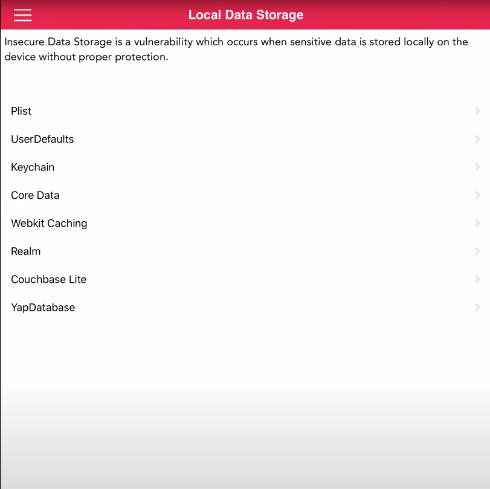 Local Data Storage
Insecure Data Storage is a vulnerability which occurs when sensitive data is stored locally on the
device without proper protection.
Plist
UserDefaults
Keychain
Core Data
Webkit Caching
Realm
Couchbase Lite
YapDatabase